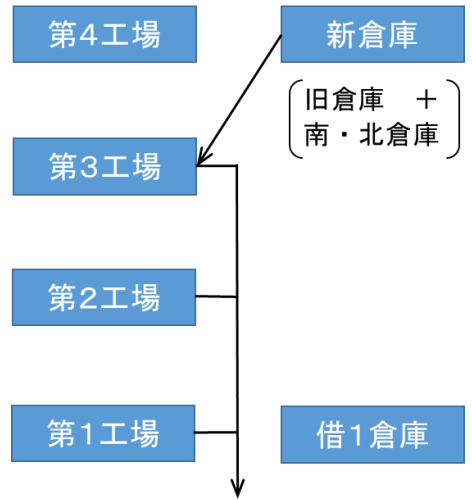 第4工場
新倉庫
旧倉庫　＋
南・北倉庫
第3工場
第2工場
第1工場
借1倉庫